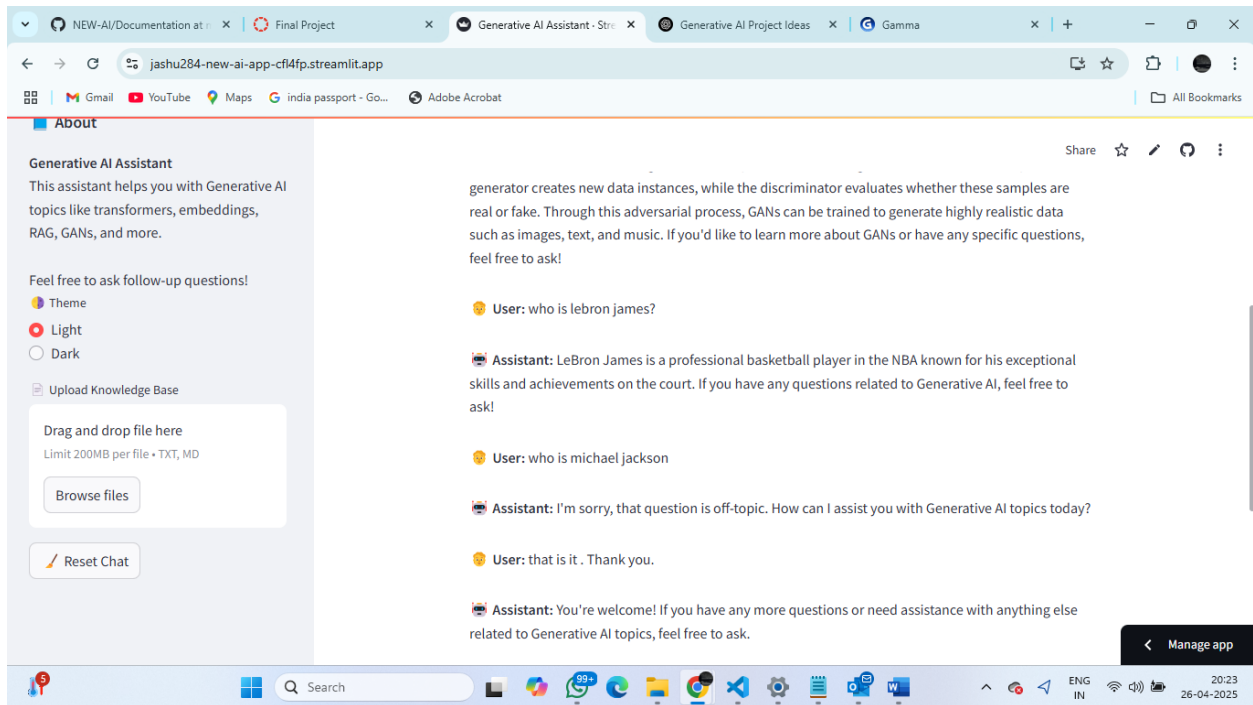 NEW-AI/Documentation at n
Final Project
Generative AI Assistant · Stre
Generative AI Project Ideas
Gamma
jashu284-new-ai-app-cfl4fp.streamlit.app
Gmail
YouTube
Maps
india passport - Go...
Adobe Acrobat
All Bookmarks
About
Generative AI Assistant
This assistant helps you with Generative AI
topics like transformers, embeddings,
RAG, GANs, and more.
Feel free to ask follow-up questions!
Theme
Light
Dark
Upload Knowledge Base
Drag and drop file here
Limit 200MB per file • TXT, MD
Browse files
Reset Chat
Share
generator creates new data instances, while the discriminator evaluates whether these samples are
real or fake. Through this adversarial process, GANs can be trained to generate highly realistic data
such as images, text, and music. If you'd like to learn more about GANs or have any specific questions,
feel free to ask!
User: who is lebron james?
Assistant: LeBron James is a professional basketball player in the NBA known for his exceptional
skills and achievements on the court. If you have any questions related to Generative AI, feel free to
ask!
User: who is michael jackson
Assistant: I'm sorry, that question is off-topic. How can I assist you with Generative AI topics today?
User: that is it . Thank you.
Assistant: You're welcome! If you have any more questions or need assistance with anything else
related to Generative AI topics, feel free to ask.
Manage app
5
Search
99+
ENG
IN
20:23
26-04-2025